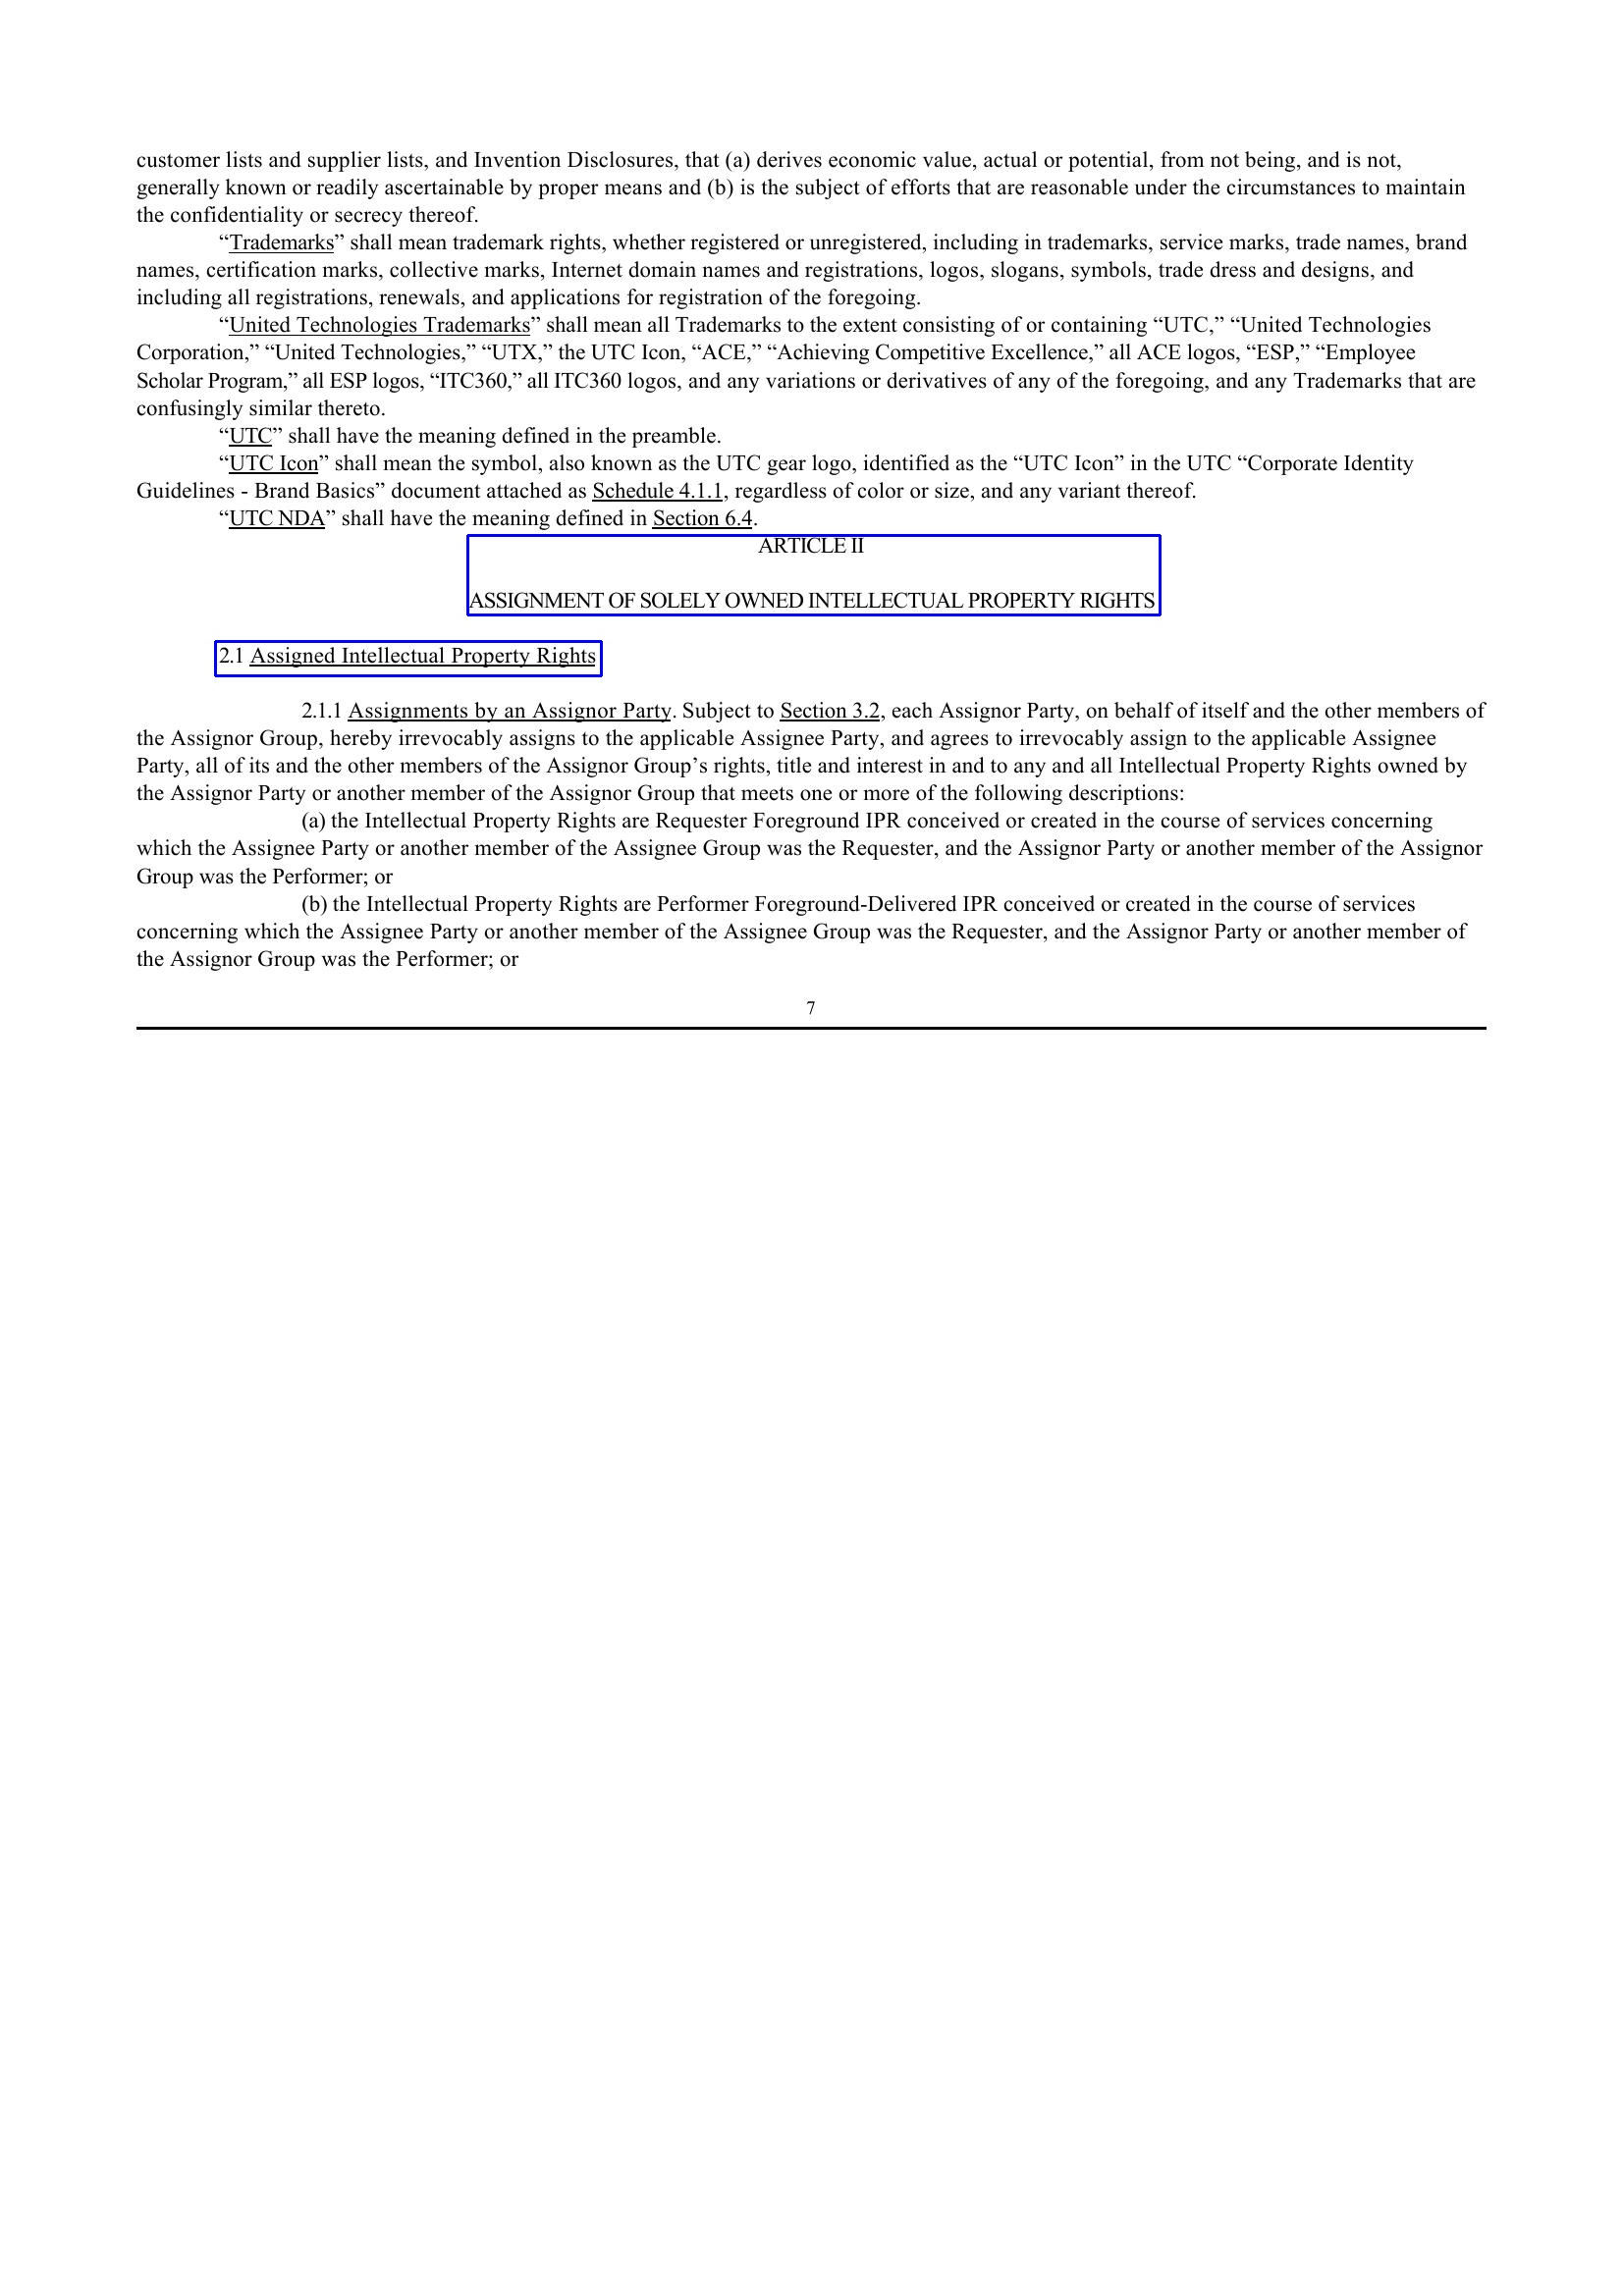 customer lists and supplier lists, and Invention Disclosures, that (a) derives economic value, actual or potential, from not being, and is not,
generally known or readily ascertainable by proper means and (b) is the subject of efforts that are reasonable under the circumstances to maintain
the confidentiality or secrecy thereof.
“Trademarks” shall mean trademark rights, whether registered or unregistered, including in trademarks, service marks, trade names, brand
names, certification marks, collective marks, Internet domain names and registrations, logos, slogans, symbols, trade dress and designs, and
including all registrations, renewals, and applications for registration of the foregoing.
“United Technologies Trademarks” shall mean all Trademarks to the extent consisting of or containing “UTC,” “United Technologies
Corporation,” “United Technologies,” “UTX,” the UTC Icon, “ACE,” “Achieving Competitive Excellence,” all ACE logos, “ESP,” “Employee
Scholar Program,” all ESP logos, “ITC360,” all ITC360 logos, and any variations or derivatives of any of the foregoing, and any Trademarks that are
confusingly similar thereto.
“UTC” shall have the meaning defined in the preamble.
“UTC Icon” shall mean the symbol, also known as the UTC gear logo, identified as the “UTC Icon” in the UTC “Corporate Identity
Guidelines - Brand Basics” document attached as Schedule 4.1.1, regardless of color or size, and any variant thereof.
“UTC NDA” shall have the meaning defined in Section 6.4.
ARTICLE II
ASSIGNMENT OF SOLELY OWNED INTELLECTUAL PROPERTY RIGHTS
2.1 Assigned Intellectual Property Rights
2.1.1 Assignments by an Assignor Party. Subject to Section 3.2, each Assignor Party, on behalf of itself and the other members of
the Assignor Group, hereby irrevocably assigns to the applicable Assignee Party, and agrees to irrevocably assign to the applicable Assignee
Party, all of its and the other members of the Assignor Group’s rights, title and interest in and to any and all Intellectual Property Rights owned by
the Assignor Party or another member of the Assignor Group that meets one or more of the following descriptions:
(a) the Intellectual Property Rights are Requester Foreground IPR conceived or created in the course of services concerning
which the Assignee Party or another member of the Assignee Group was the Requester, and the Assignor Party or another member of the Assignor
Group was the Performer; or
(b) the Intellectual Property Rights are Performer Foreground-Delivered IPR conceived or created in the course of services
concerning which the Assignee Party or another member of the Assignee Group was the Requester, and the Assignor Party or another member of
the Assignor Group was the Performer; or
7